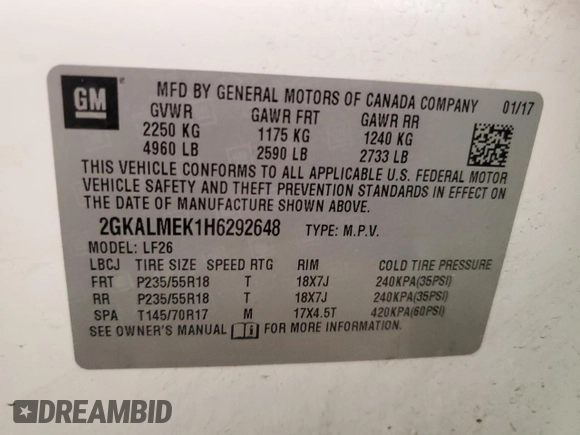 GM
MFD BY GENERAL MOTORS OF CANADA COMPANY 01/17
GVWR GAWR FRT GAWR RR
2250 KG 1175 KG 1240 KG
4960 LB 2590 LB 2733 LB
THIS VEHICLE CONFORMS TO ALL APPLICABLE U.S. FEDERAL MOTOR
VEHICLE SAFETY AND THEFT PREVENTION STANDARDS IN EFFECT ON
THE DATE OF MANUFACTURE SHOWN ABOVE.
2GKALMEK1H6292648 TYPE: M.P.V.
MODEL: LF26
LBCJ TIRE SIZE SPEED RTG RIM COLD TIRE PRESSURE
FRT P235/55R18 T 18X7J 240KPA(35PSI)
RR P235/55R18 T 18X7J 240KPA(35PSI)
SPA T145/70R17 M 17X4.5T 420KPA(60PSI)
SEE OWNER'S MANUAL FOR MORE INFORMATION.
DREAMBID